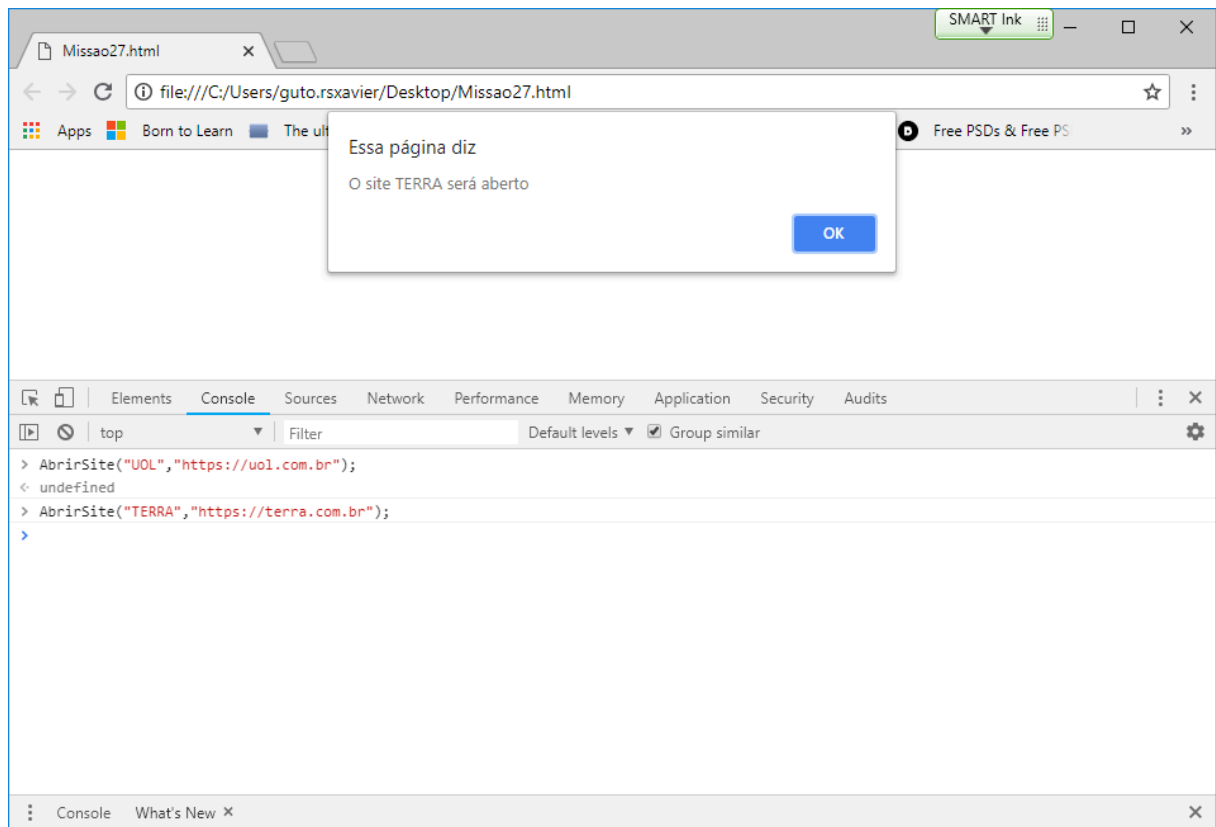 SMART Ink
Missao27.html
file:///C:/Users/guto.rsxavier/Desktop/Missao27.html
Apps Born to Learn The ult Free PSDs & Free PS »
Essa página diz
O site TERRA será aberto
OK
Elements Console Sources Network Performance Memory Application Security Audits
top Filter Default levels Group similar
> AbrirSite("UOL","https://uol.com.br");
undefined
> AbrirSite("TERRA","https://terra.com.br");
>
Console What's New